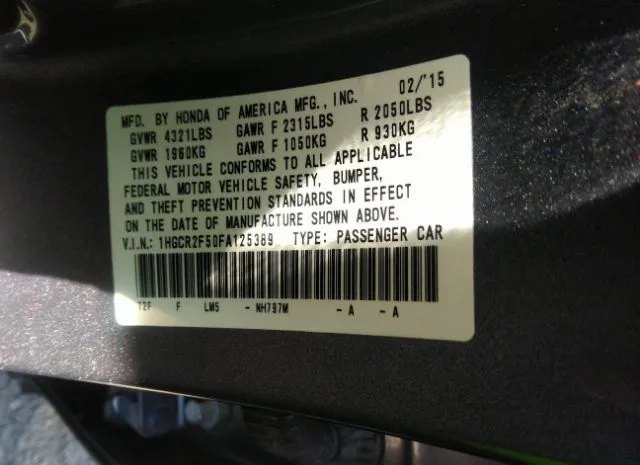 MFD. BY HONDA OF AMERICA MFG., INC. 02/'15
GVWR 4321LBS GAWR F 2315LBS R 2050LBS
GVWR 1960KG GAWR F 1050KG R 930KG
THIS VEHICLE CONFORMS TO ALL APPLICABLE
FEDERAL MOTOR VEHICLE SAFETY, BUMPER,
AND THEFT PREVENTION STANDARDS IN EFFECT
ON THE DATE OF MANUFACTURE SHOWN ABOVE.
V.I.N.: 1HGCR2F50FA125389 TYPE: PASSENGER CAR
T2F F LM5 - NH797M - A - A